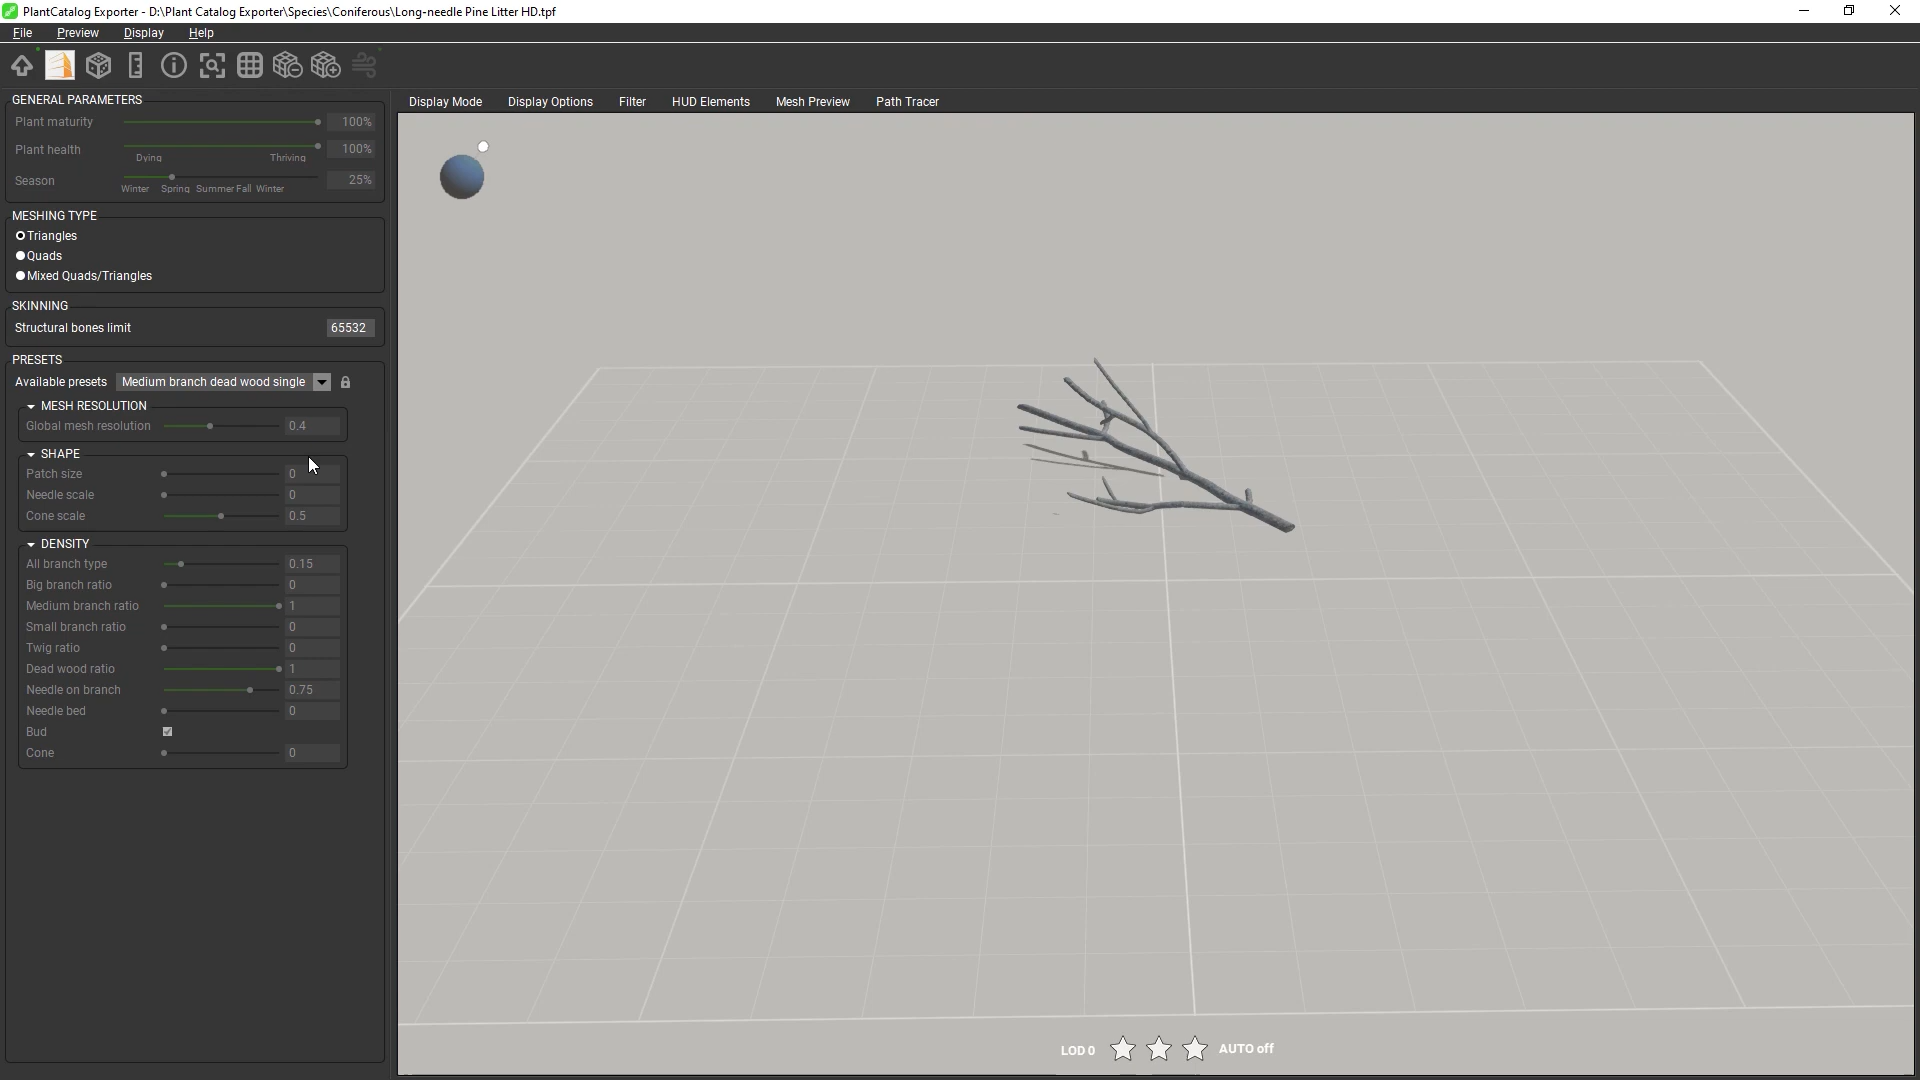 PlantCatalog Exporter - D:\Plant Catalog Exporter\Species\Coniferous\Long-needle Pine Litter HD.tpf
File Preview Display Help
GENERAL PARAMETERS
Plant maturity 100%
Plant health 100%
Dying Thriving
Season 25%
Winter Spring Summer Fall Winter
MESHING TYPE
Triangles
Quads
Mixed Quads/Triangles
SKINNING
Structural bones limit 65532
PRESETS
Available presets Medium branch dead wood single
MESH RESOLUTION
Global mesh resolution 0.4
SHAPE
Patch size 0
Needle scale 0
Cone scale 0.5
DENSITY
All branch type 0.15
Big branch ratio 0
Medium branch ratio 1
Small branch ratio 0
Twig ratio 0
Dead wood ratio 1
Needle on branch 0.75
Needle bed 0
Bud
Cone 0
Display Mode Display Options Filter HUD Elements Mesh Preview Path Tracer
LOD 0 AUTO off